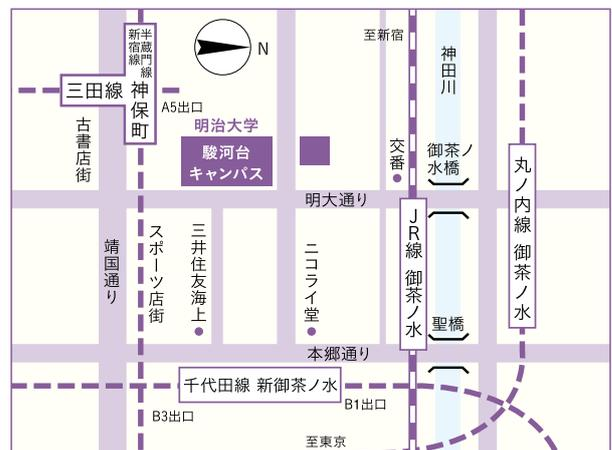 至新宿
神田川
半蔵門線
新宿線
神保町
三田線
A5出口
N
明治大学
駿河台
キャンパス
古書店街
交番
御茶ノ
水橋
丸ノ内線 御茶ノ水
明大通り
JR線 御茶ノ水
靖国通り
スポーツ店街
三井住友海上
ニコライ堂
聖橋
本郷通り
千代田線 新御茶ノ水
B3出口
B1出口
至東京